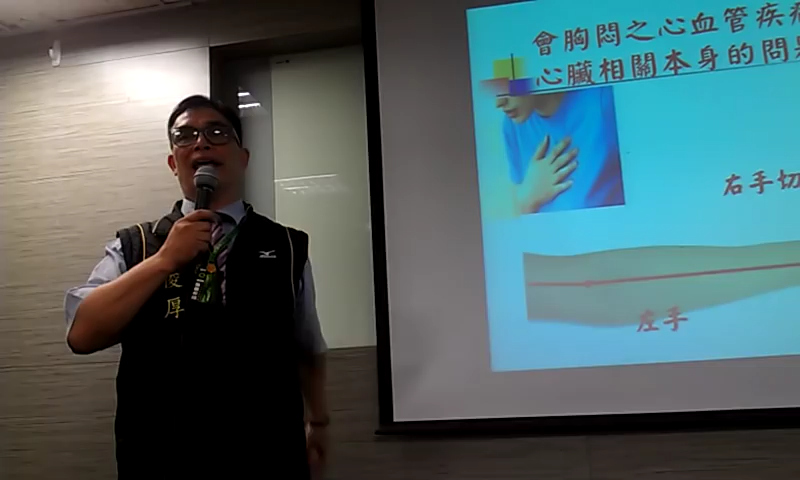 會胸悶之心血管疾
心臟相關本身的問
右手切
左手
俊厚